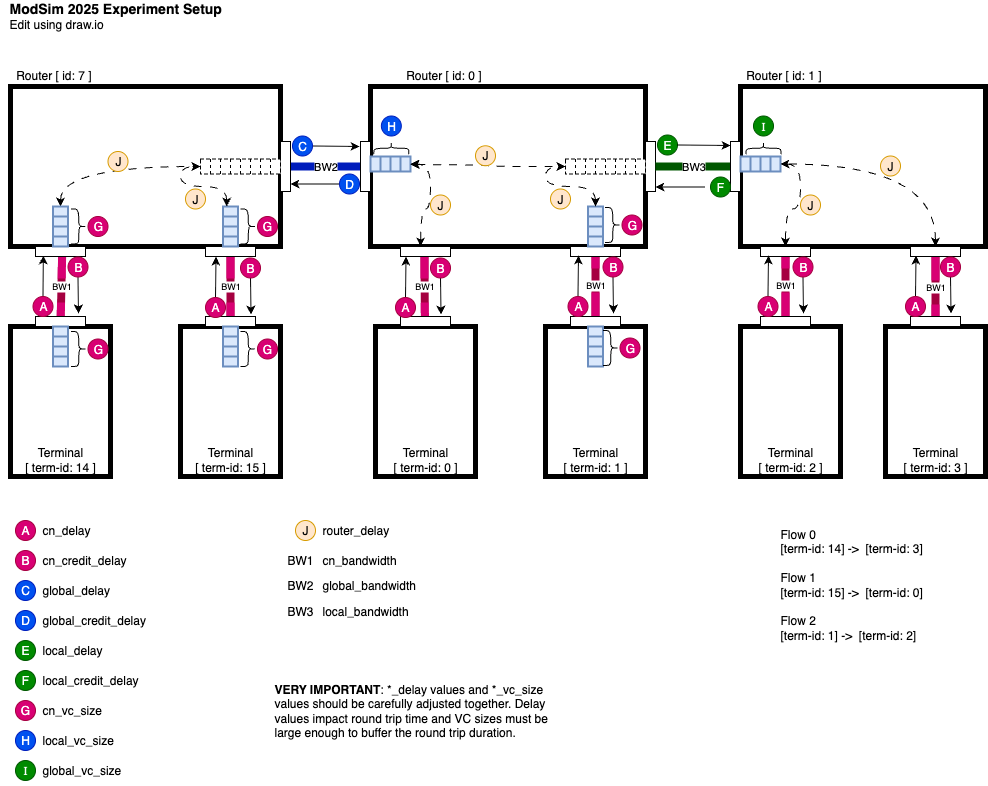 ModSim 2025 Experiment Setup
Edit using draw.io
Router [ id: 7 ]
Router [ id: 0 ]
Router [ id: 1 ]
H
I
C
E
J
J
J
BW2
BW3
D
F
J
J
J
J
G
G
G
B
B
B
B
B
B
BW1
BW1
BW1
BW1
BW1
BW1
A
A
A
A
A
A
G
G
G
Terminal
[ term-id: 14 ]
Terminal
[ term-id: 15 ]
Terminal
[ term-id: 0 ]
Terminal
[ term-id: 1 ]
Terminal
[ term-id: 2 ]
Terminal
[ term-id: 3 ]
A cn_delay
B cn_credit_delay
C global_delay
D global_credit_delay
E local_delay
F local_credit_delay
G cn_vc_size
H local_vc_size
I global_vc_size
J router_delay
BW1 cn_bandwidth
BW2 global_bandwidth
BW3 local_bandwidth
VERY IMPORTANT: *_delay values and *_vc_size
values should be carefully adjusted together. Delay
values impact round trip time and VC sizes must be
large enough to buffer the round trip duration.
Flow 0
[term-id: 14] -> [term-id: 3]
Flow 1
[term-id: 15] -> [term-id: 0]
Flow 2
[term-id: 1] -> [term-id: 2]